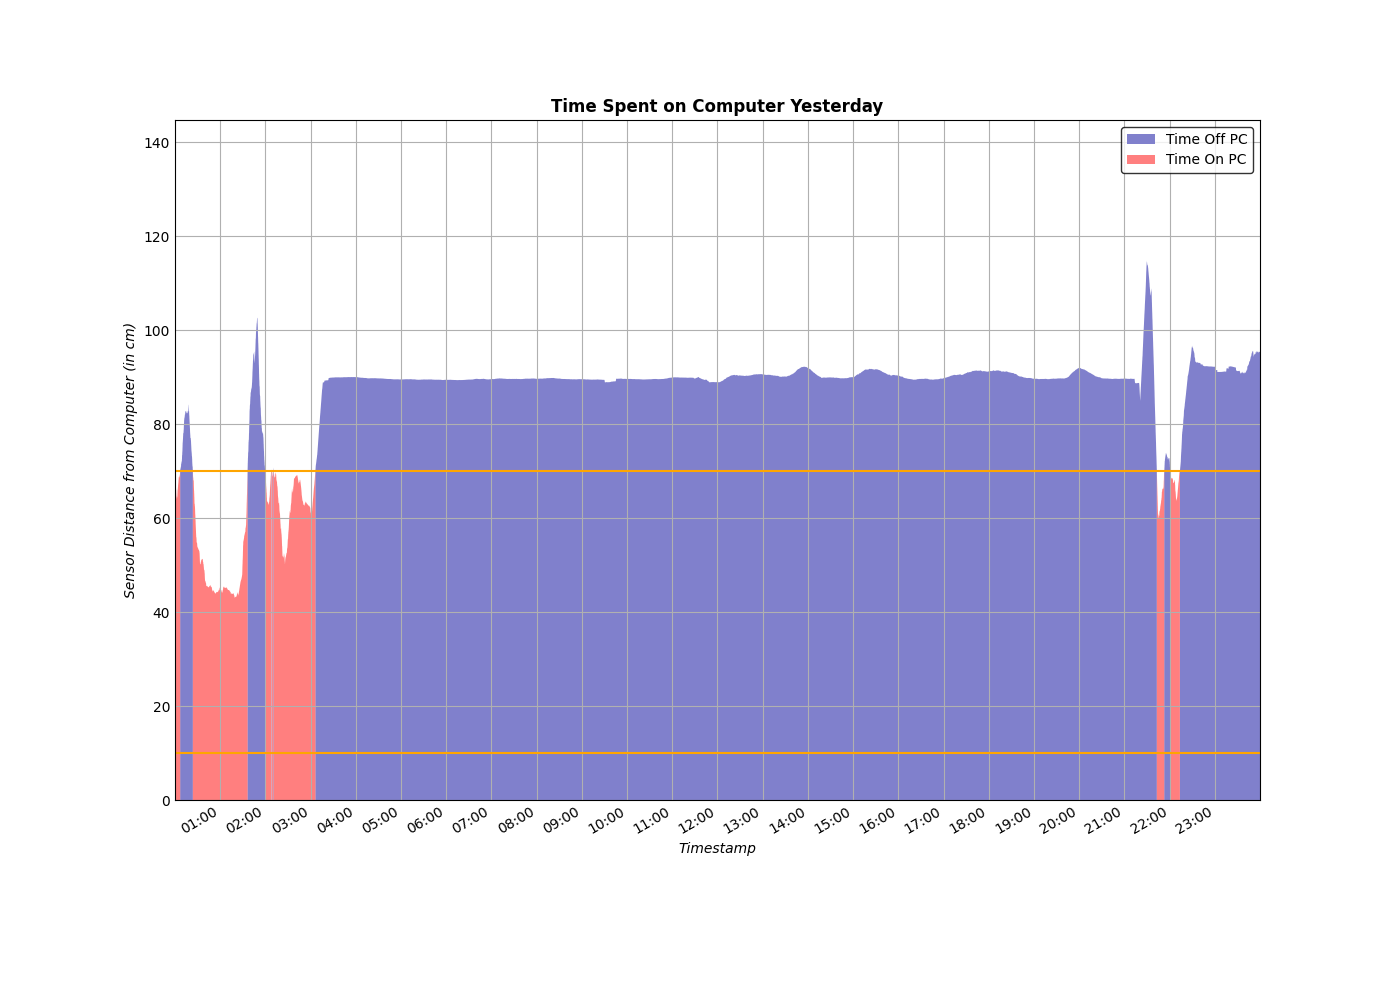 Time Spent on Computer Yesterday
Time Off PC
Time On PC
Sensor Distance from Computer (in cm)
140
120
100
80
60
40
20
0
01:00 02:00 03:00 04:00 05:00 06:00 07:00 08:00 09:00 10:00 11:00 12:00 13:00 14:00 15:00 16:00 17:00 18:00 19:00 20:00 21:00 22:00 23:00
Timestamp